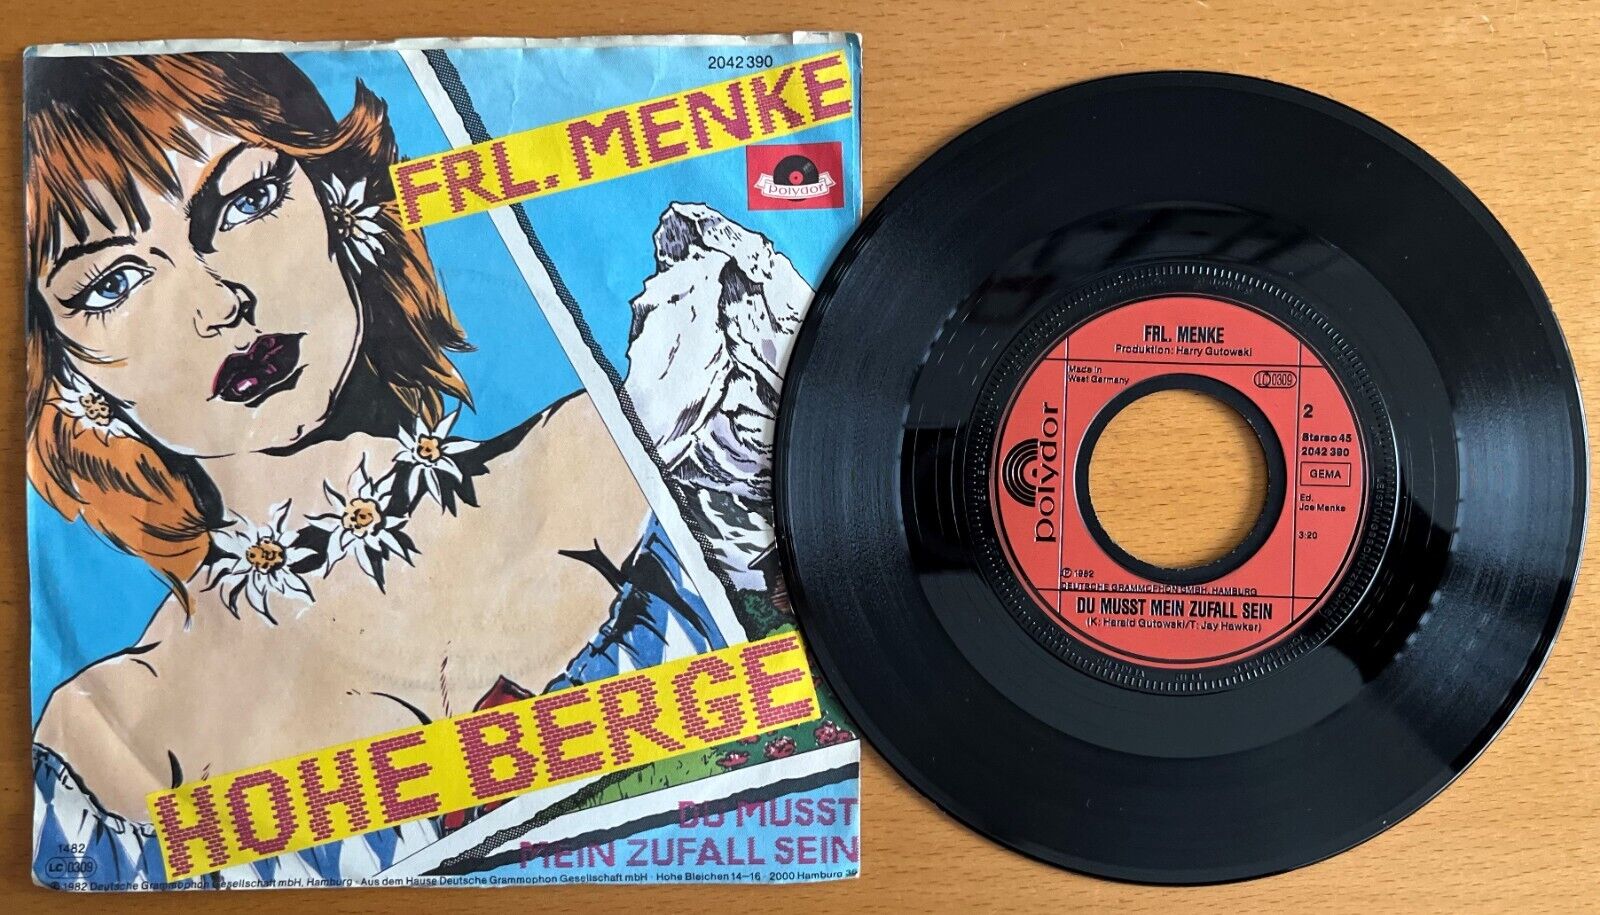 2042 390
FRL. MENKE
polydor
HOHE BERGE
DU MUSST
MEIN ZUFALL SEIN
1482
LC 0309
℗ 1982 Deutsche Grammophon Gesellschaft mbH, Hamburg · Aus dem Hause Deutsche Grammophon Gesellschaft mbH · Hohe Bleichen 14–16 · 2000 Hamburg 36
FRL. MENKE
Produktion: Harry Gutowski
Made in
West Germany
LC 0309
2
Stereo 45
2042 390
GEMA
Ed.
Joe Menke
3:20
polydor
℗ 1982
DEUTSCHE GRAMMOPHON GMBH, HAMBURG
DU MUSST MEIN ZUFALL SEIN
(K: Harald Gutowski/T: Jay Hawker)